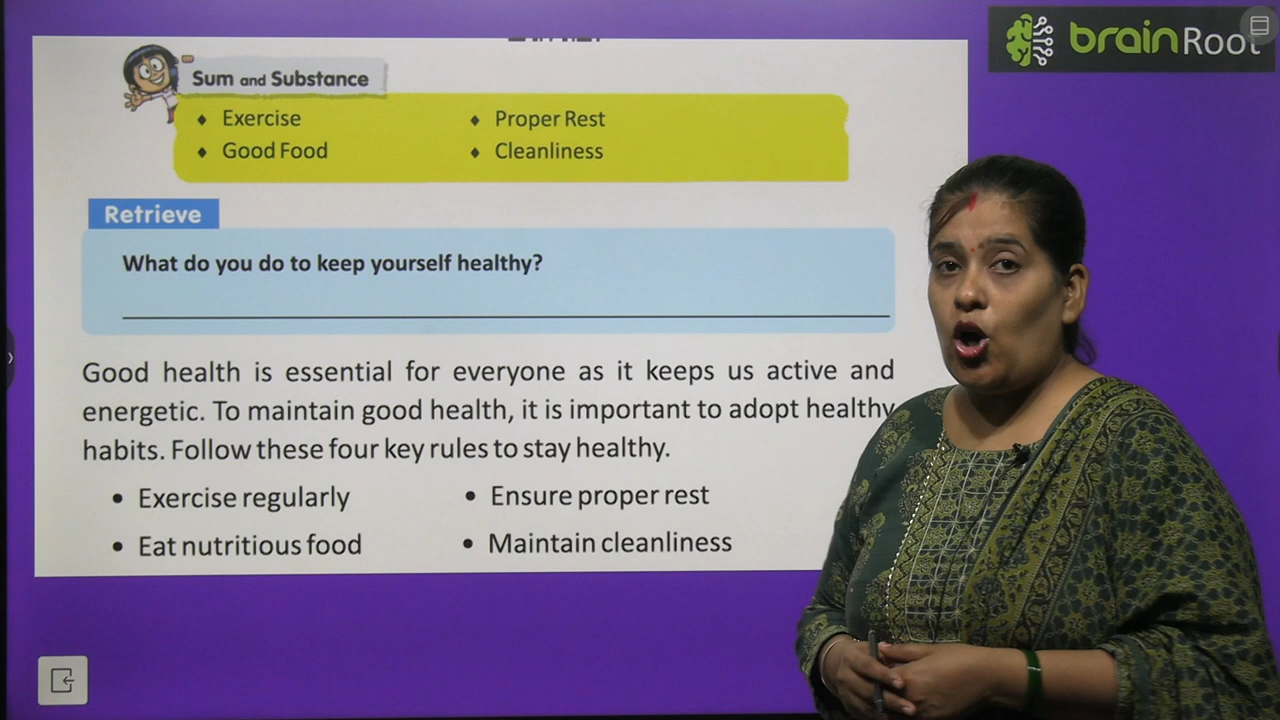 brainRoot
Sum and Substance
♦ Exercise
♦ Proper Rest
♦ Good Food
♦ Cleanliness
Retrieve
What do you do to keep yourself healthy?
Good health is essential for everyone as it keeps us active and
energetic. To maintain good health, it is important to adopt healthy
habits. Follow these four key rules to stay healthy.
• Exercise regularly
• Ensure proper rest
• Eat nutritious food
• Maintain cleanliness